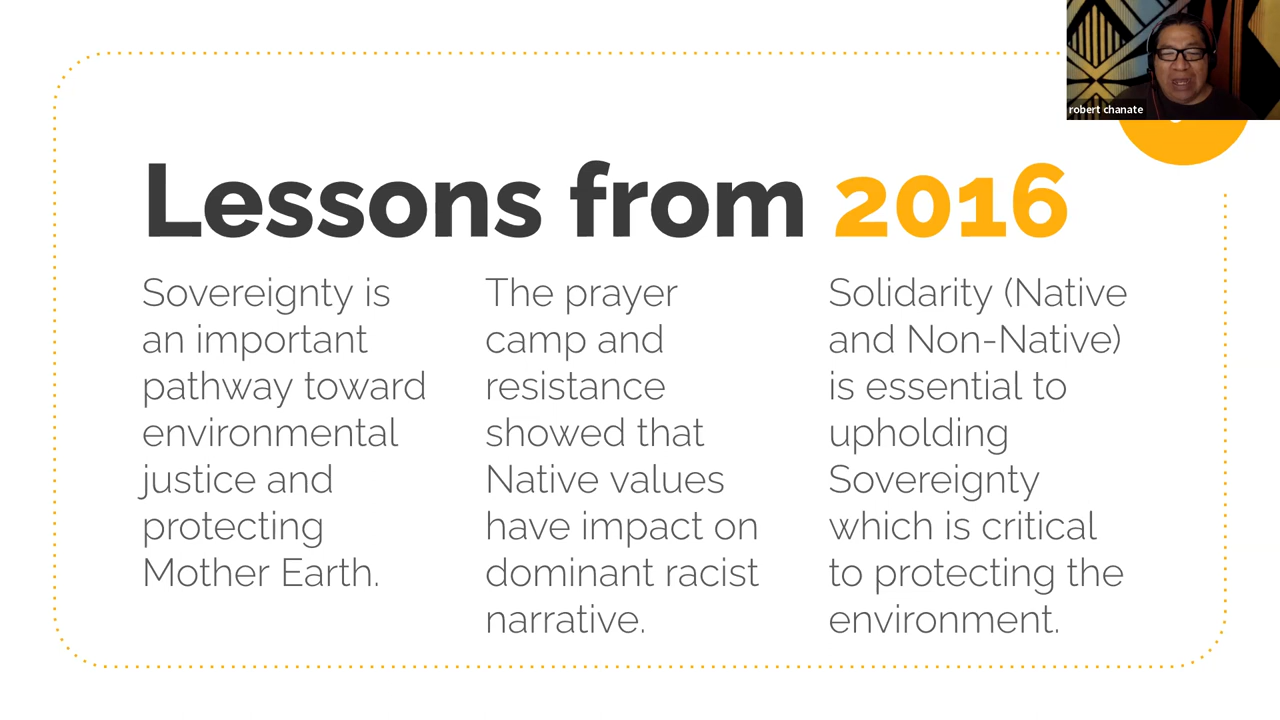 robert chanate
Lessons from 2016
Sovereignty is
an important
pathway toward
environmental
justice and
protecting
Mother Earth.
The prayer
camp and
resistance
showed that
Native values
have impact on
dominant racist
narrative.
Solidarity (Native
and Non-Native)
is essential to
upholding
Sovereignty
which is critical
to protecting the
environment.